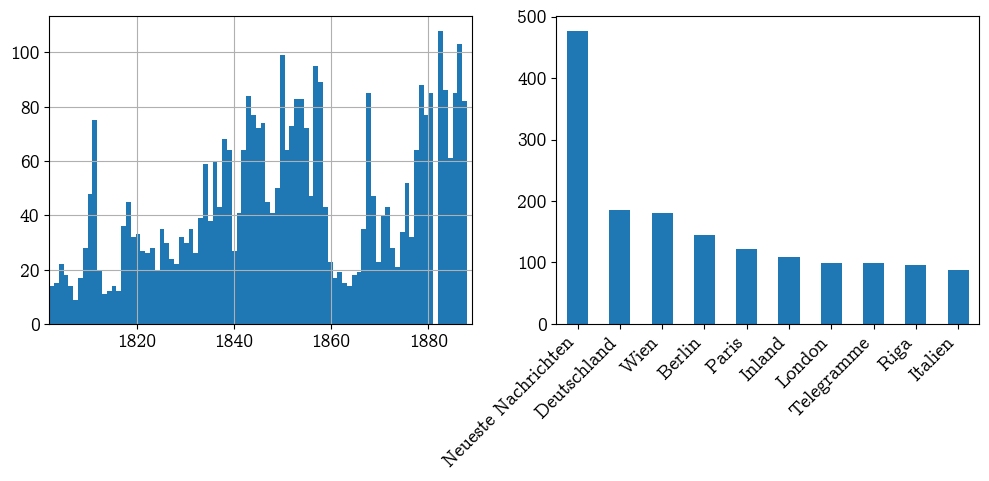 100
80
60
40
20
0
1820 1840 1860 1880
500
400
300
200
100
0
Neueste Nachrichten
Deutschland
Wien
Berlin
Paris
Inland
London
Telegramme
Riga
Italien